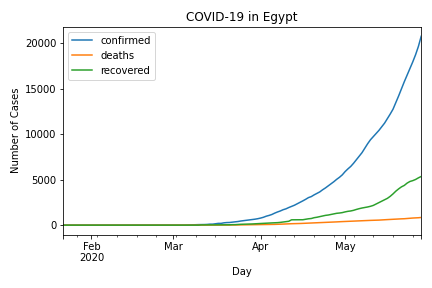 COVID-19 in Egypt
confirmed
deaths
recovered
Number of Cases
20000
15000
10000
5000
0
Feb
2020
Mar
Apr
May
Day